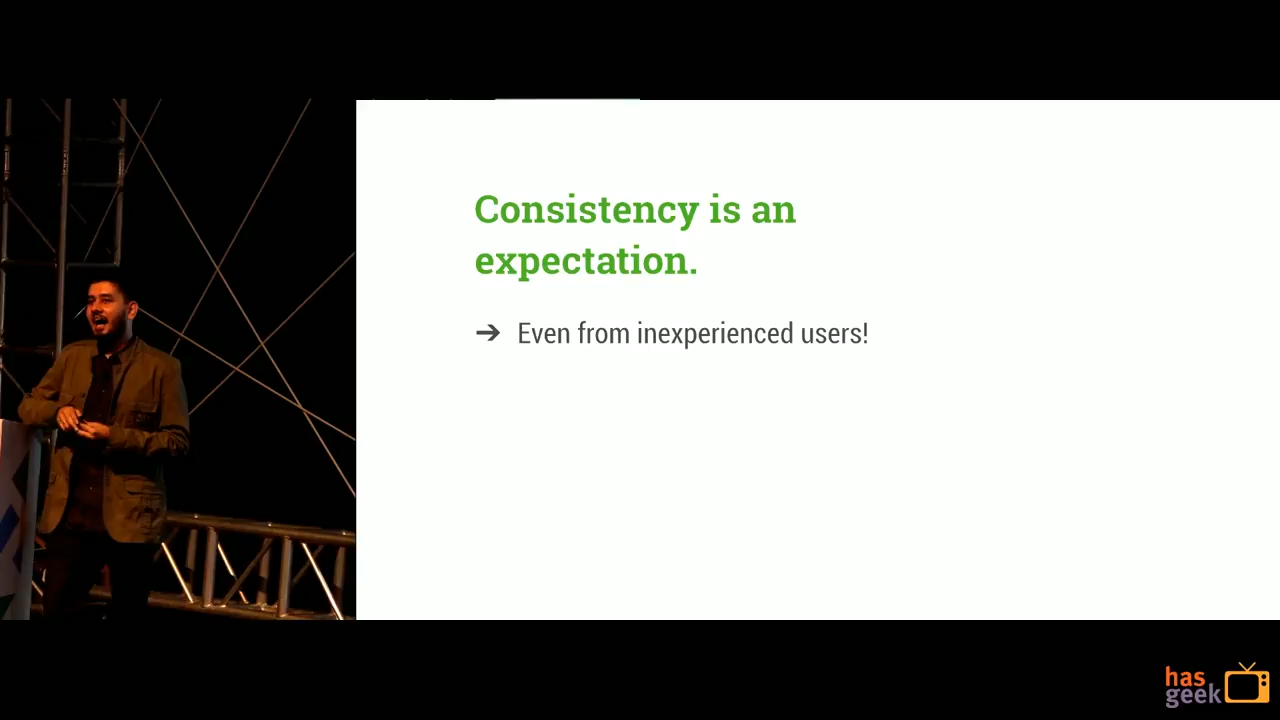 Consistency is an
expectation.
➔ Even from inexperienced users!
has
geek